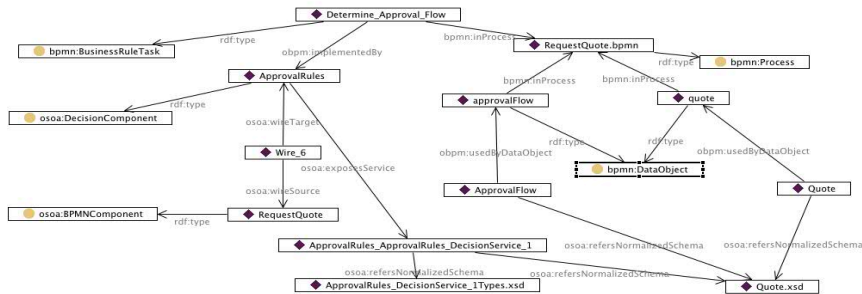 Determine_Approval_Flow
rdf:type
bpmn:inProcess
bpmn:BusinessRuleTask
obpm:implementedBy
RequestQuote.bpmn
rdf:type
bpmn:Process
ApprovalRules
bpmn:inProcess
bpmn:inProcess
rdf:type
approvalFlow
quote
osoa:DecisionComponent
osoa:wireTarget
rdf:type
rdf:type
Wire_6
obpm:usedByDataObject
obpm:usedByDataObject
osoa:exposesService
bpmn:DataObject
osoa:wireSource
ApprovalFlow
Quote
osoa:BPMNComponent
rdf:type
RequestQuote
ApprovalRules_ApprovalRules_DecisionService_1
osoa:refersNormalizedSchema
osoa:refersNormalizedSchema
osoa:refersNormalizedSchema
osoa:refersNormalizedSchema
ApprovalRules_DecisionService_1Types.xsd
Quote.xsd